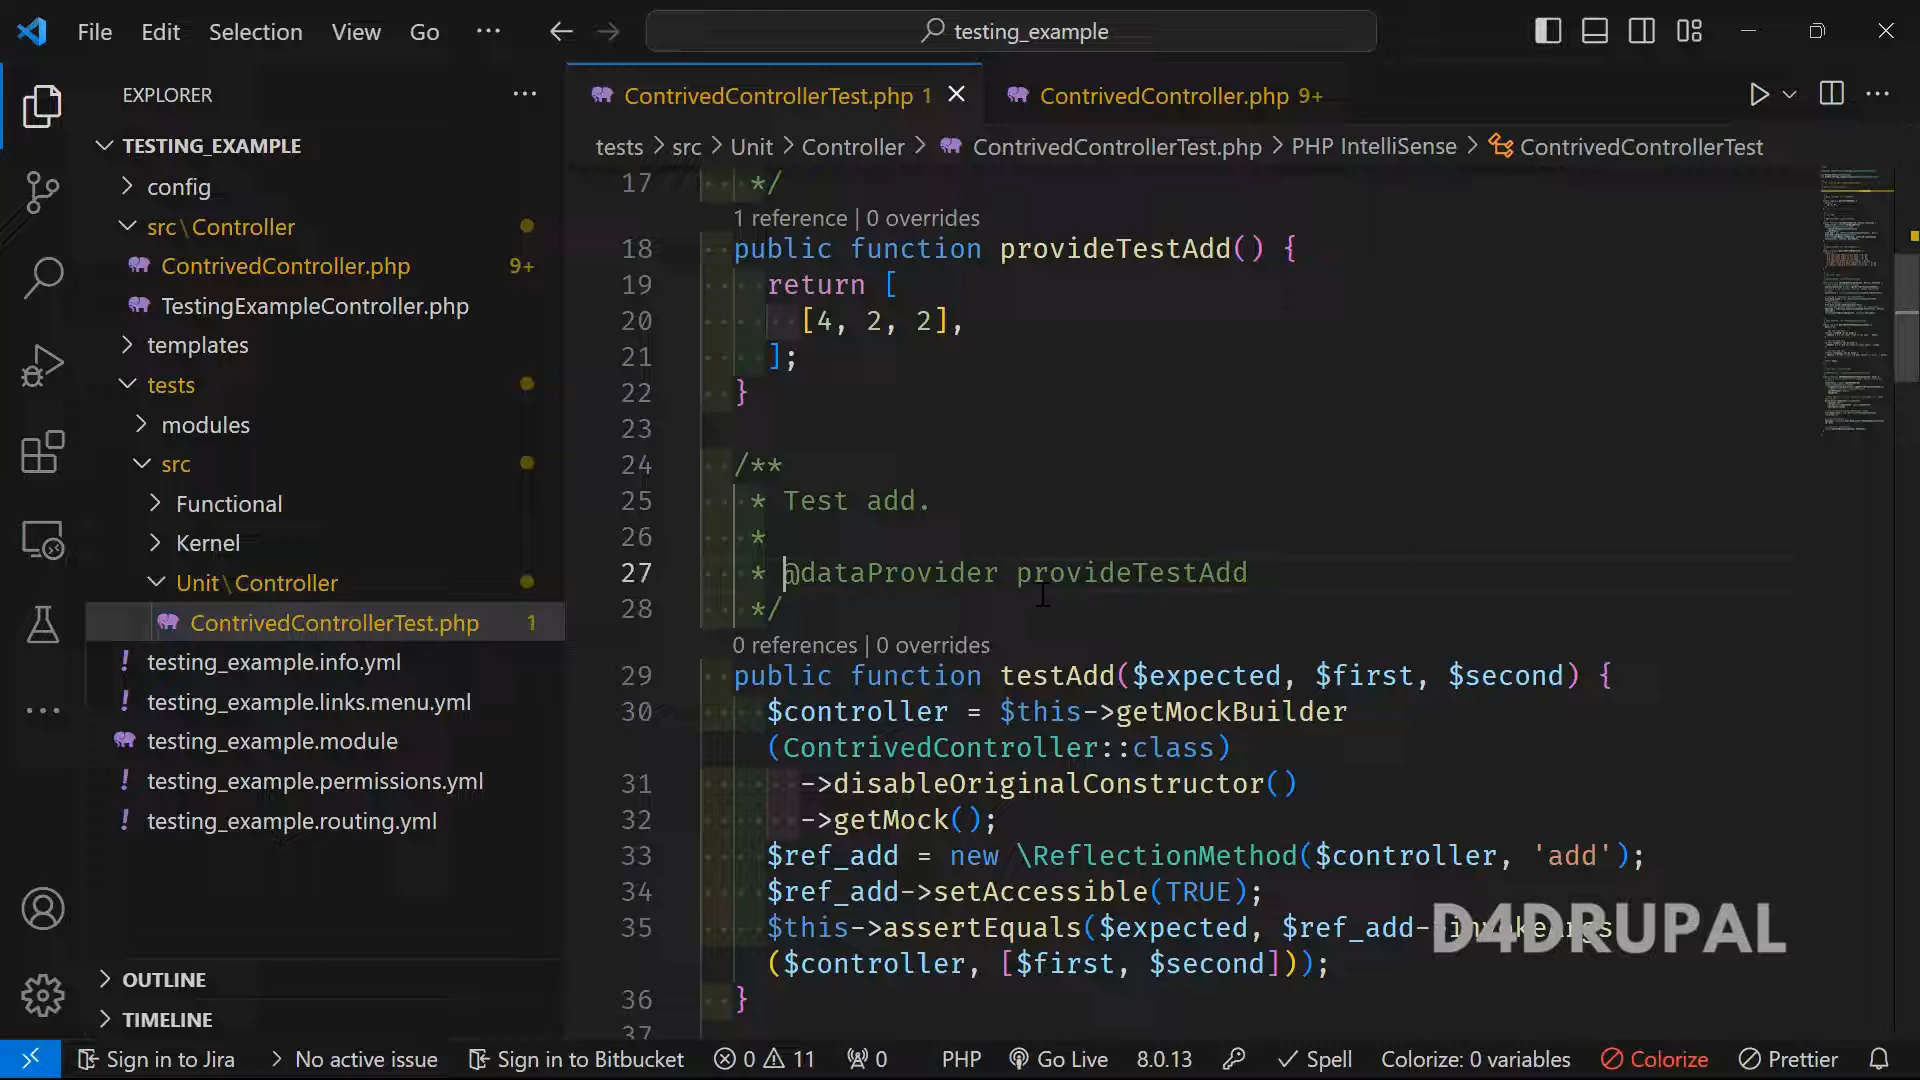 File Edit Selection View Go ··· testing_example
EXPLORER
TESTING_EXAMPLE
config
src\Controller
ContrivedController.php 9+
TestingExampleController.php
templates
tests
modules
src
Functional
Kernel
Unit\Controller
ContrivedControllerTest.php 1
testing_example.info.yml
testing_example.links.menu.yml
testing_example.module
testing_example.permissions.yml
testing_example.routing.yml
OUTLINE
TIMELINE
ContrivedControllerTest.php 1 ContrivedController.php 9+
tests > src > Unit > Controller > ContrivedControllerTest.php > PHP IntelliSense > ContrivedControllerTest
17 */
1 reference | 0 overrides
18 public function provideTestAdd() {
19 return [
20 [4, 2, 2],
21 ];
22 }
23
24 /**
25 * Test add.
26 *
27 * @dataProvider provideTestAdd
28 */
0 references | 0 overrides
29 public function testAdd($expected, $first, $second) {
30 $controller = $this->getMockBuilder
(ContrivedController::class)
31 ->disableOriginalConstructor()
32 ->getMock();
33 $ref_add = new \ReflectionMethod($controller, 'add');
34 $ref_add->setAccessible(TRUE);
35 $this->assertEquals($expected, $ref_add->invokeArgs
($controller, [$first, $second]));
36 }
37
D4DRUPAL
Sign in to Jira > No active issue Sign in to Bitbucket 0 11 0 PHP Go Live 8.0.13 Spell Colorize: 0 variables Colorize Prettier